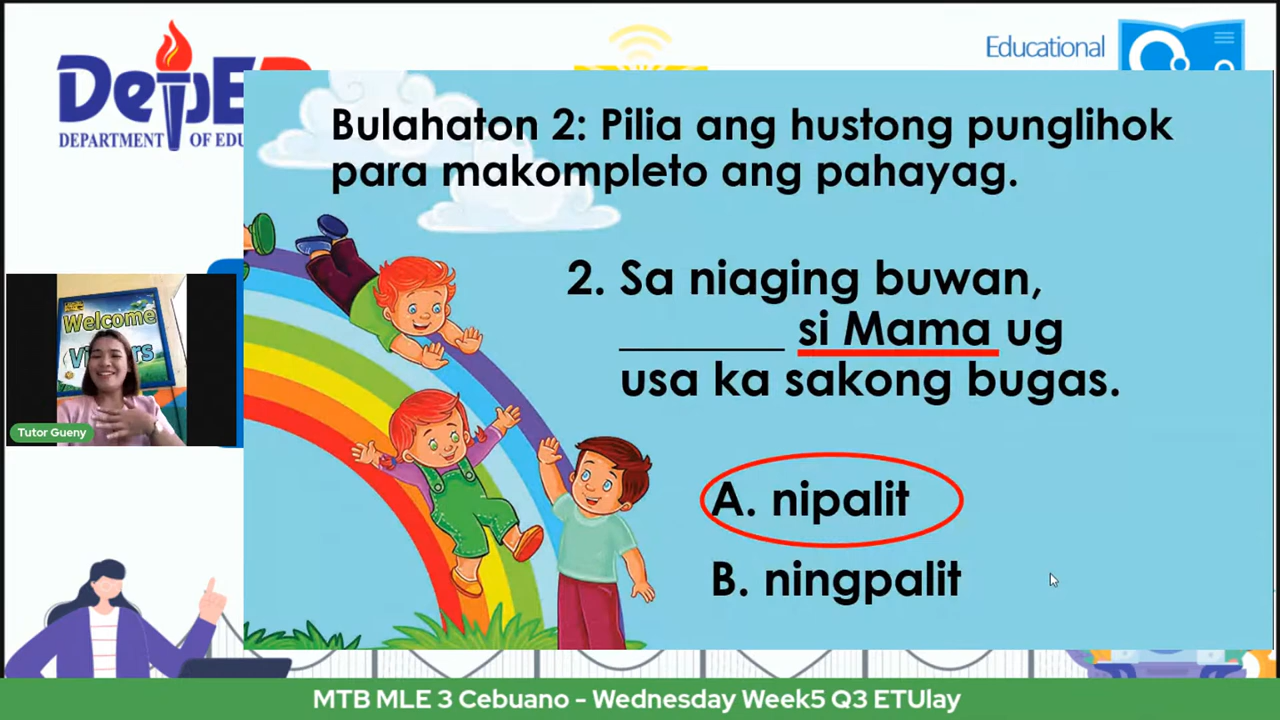 DepED
DEPARTMENT OF EDU
Educational
Bulahaton 2: Pilia ang hustong punglihok
para makompleto ang pahayag.
2. Sa niaging buwan,
________ si Mama ug
usa ka sakong bugas.
A. nipalit
B. ningpalit
Welcome
Tutor Gueny
MTB MLE 3 Cebuano - Wednesday Week5 Q3 ETUlay